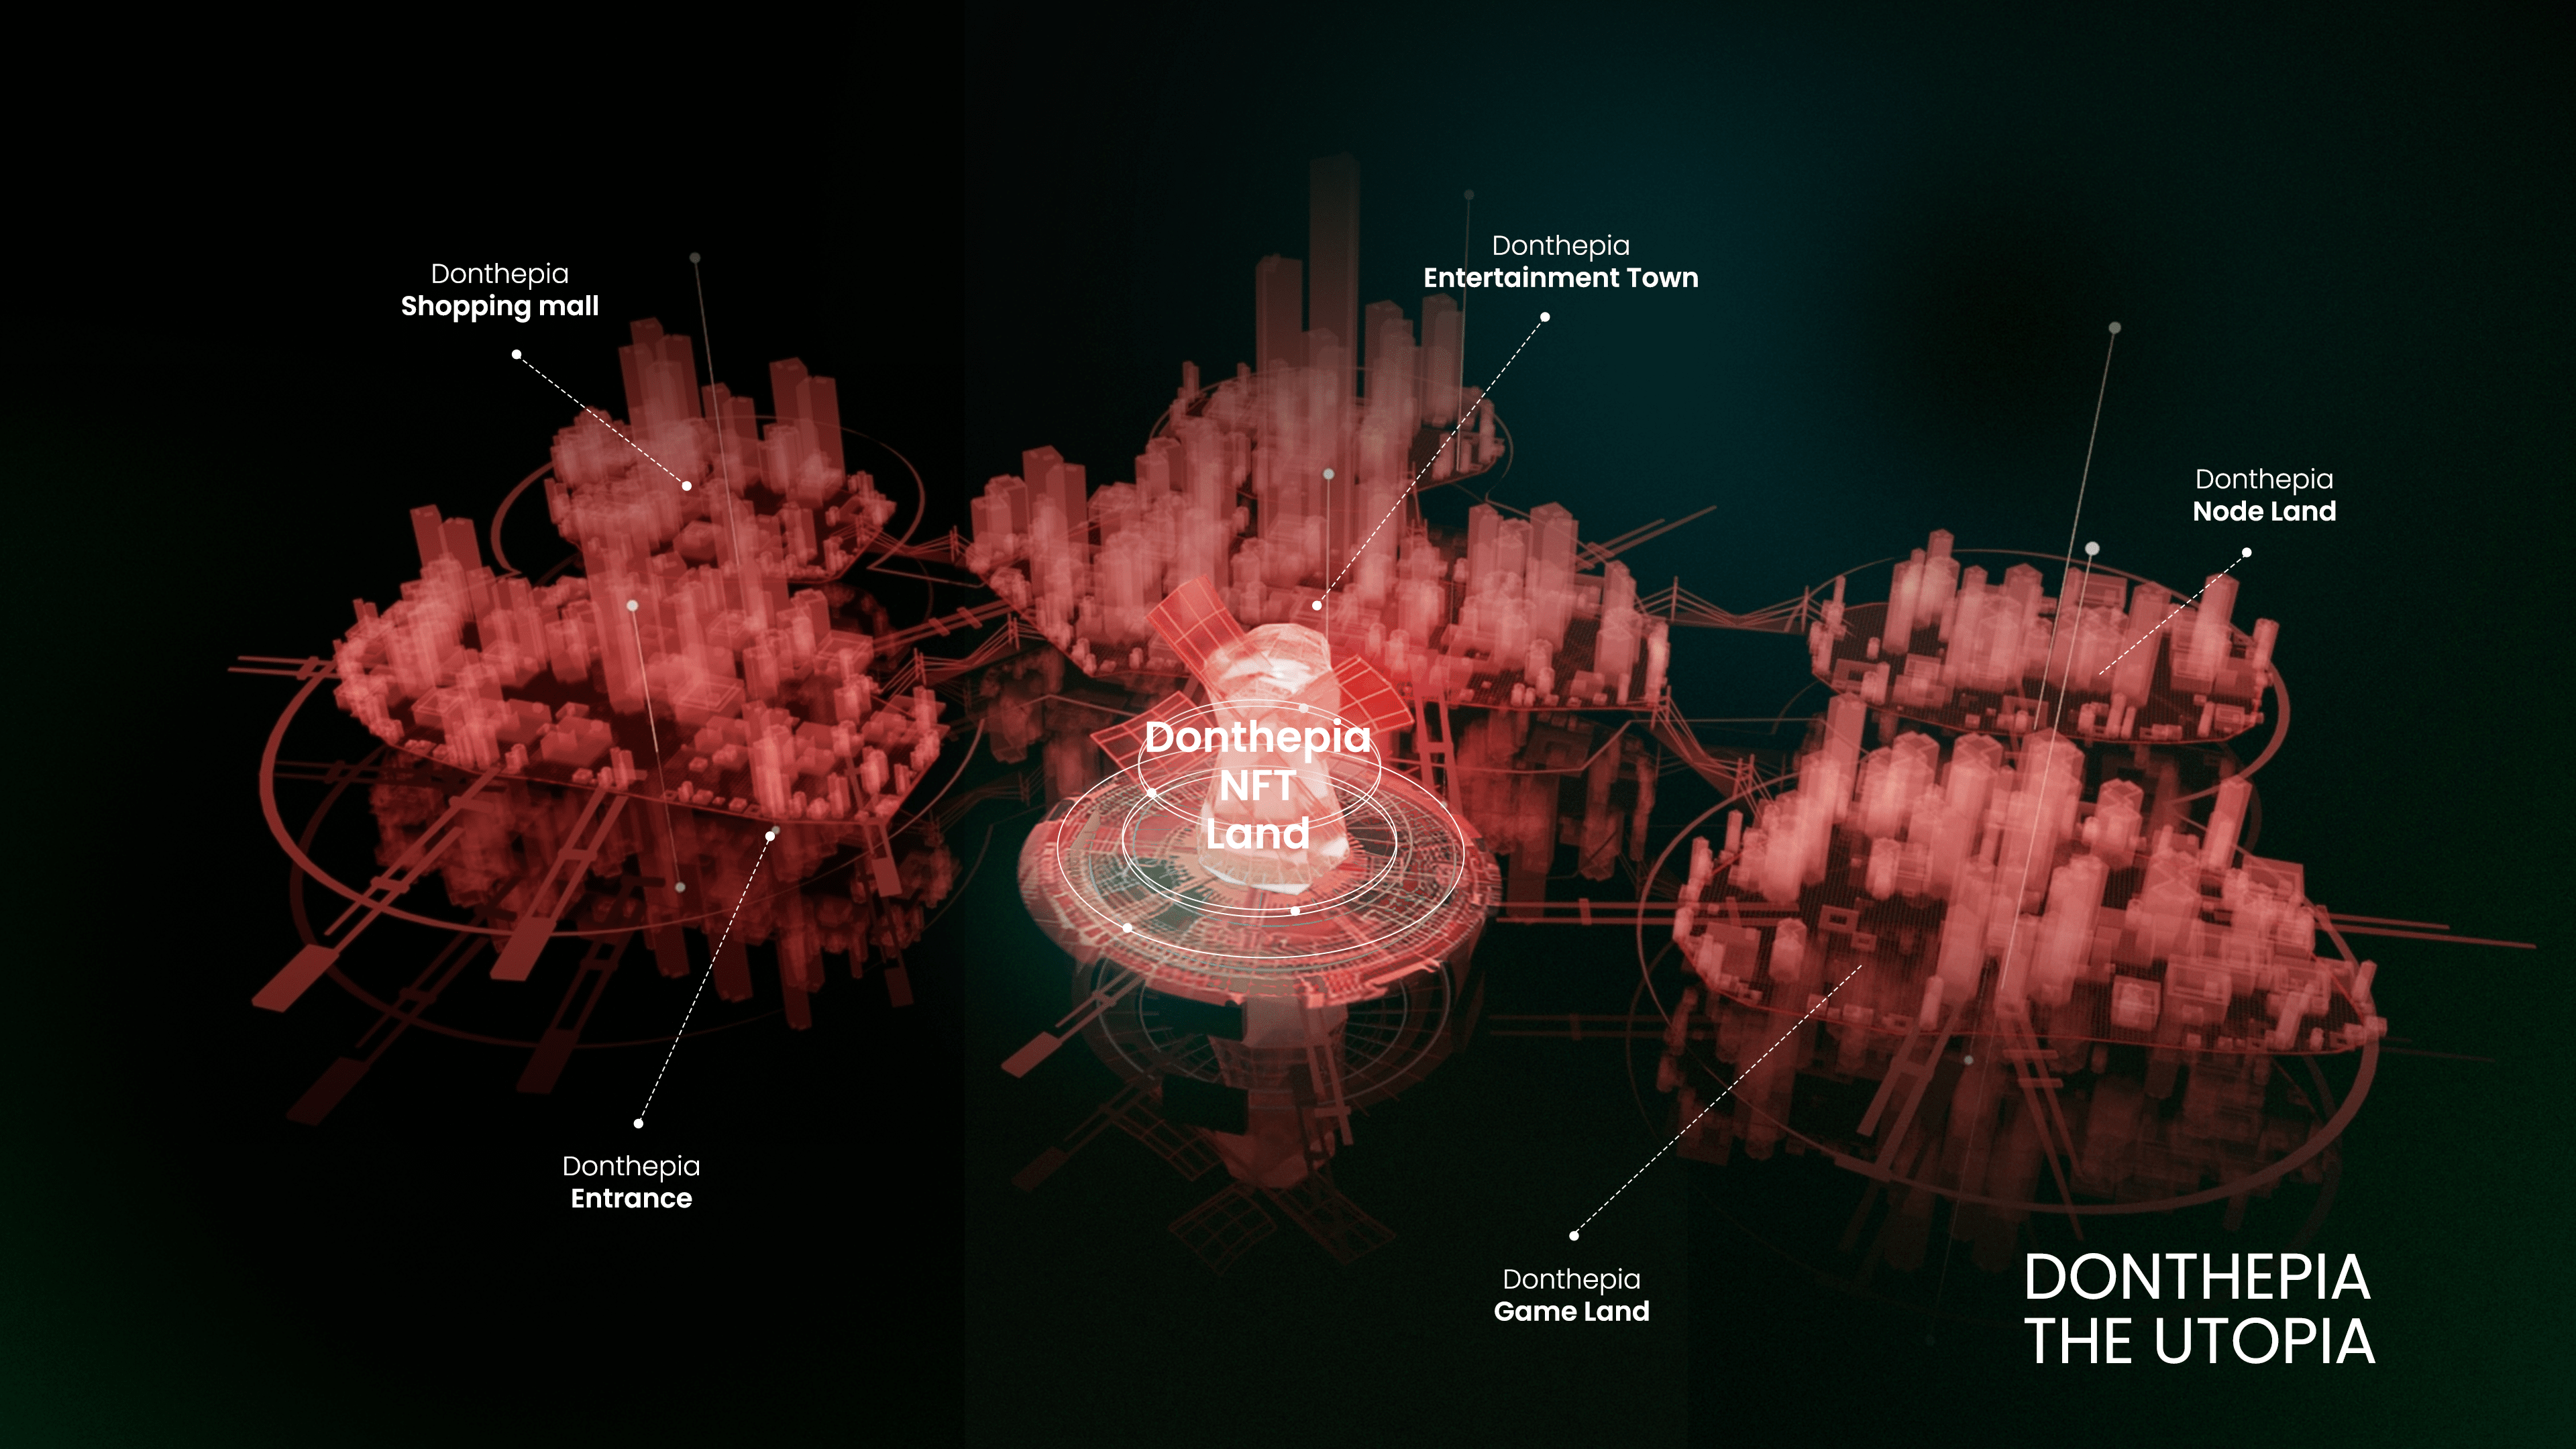 Donthepia
Shopping mall
Donthepia
Entertainment Town
Donthepia
Node Land
Donthepia
NFT
Land
Donthepia
Entrance
Donthepia
Game Land
DONTHEPIA
THE UTOPIA